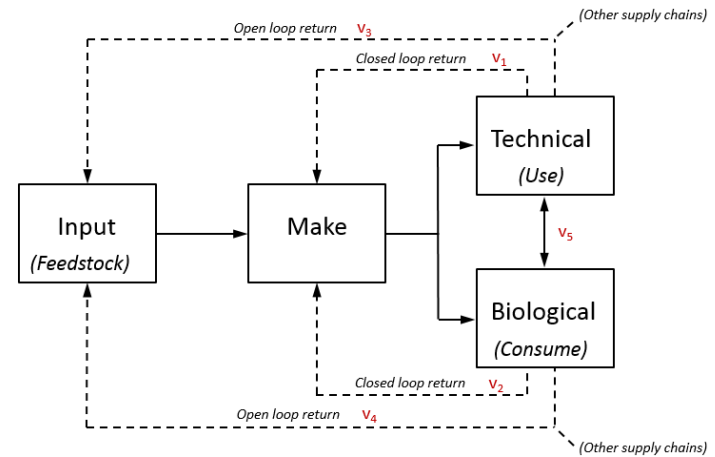 (Other supply chains)
Open loop return v3
Closed loop return v1
Technical
(Use)
Input
(Feedstock)
Make
v5
Biological
(Consume)
Closed loop return v2
Open loop return v4
(Other supply chains)